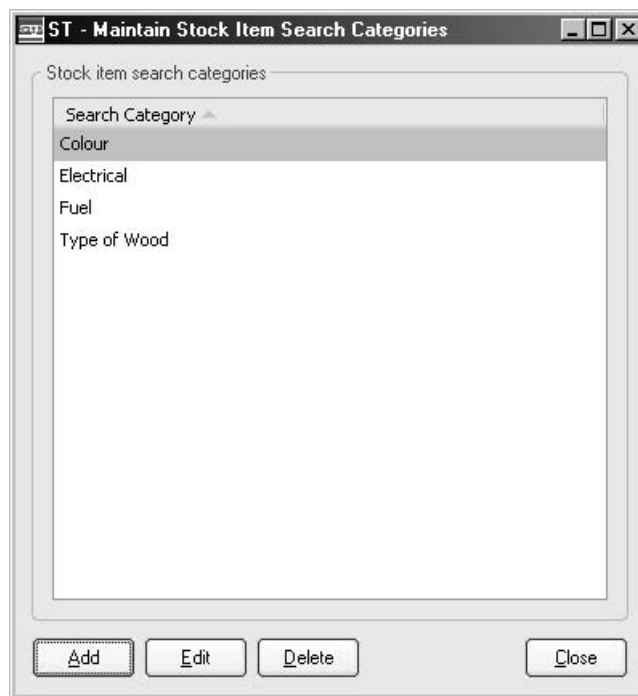 ST - Maintain Stock Item Search Categories
Stock item search categories
Search Category
Colour
Electrical
Fuel
Type of Wood
Add Edit Delete Close